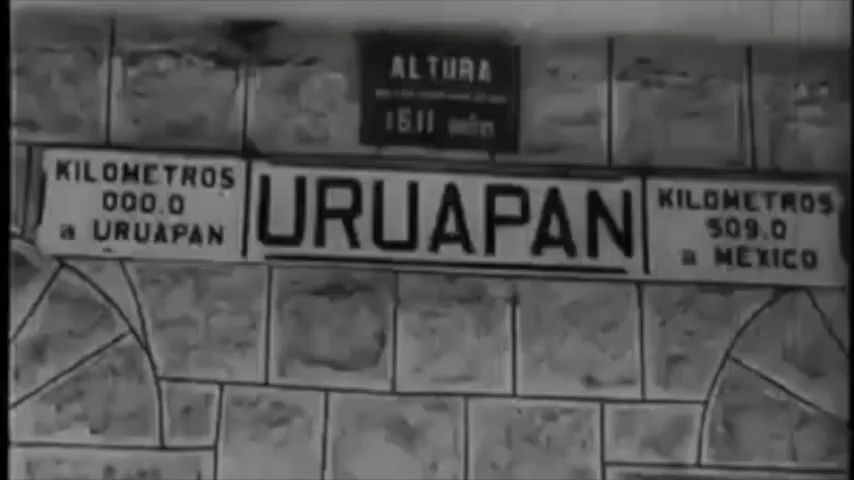 ALTURA
1611
KILOMETROS
000.0
a URUAPAN
URUAPAN
KILOMETROS
509.0
a MEXICO